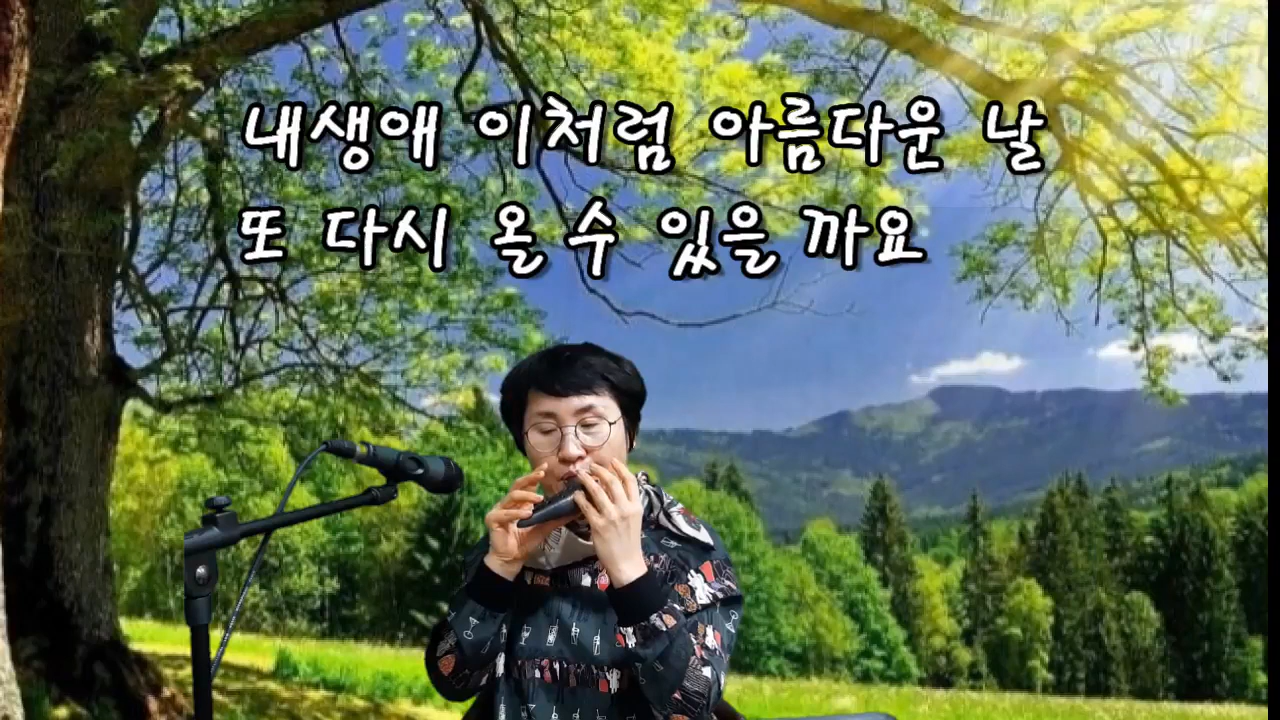 내생애 이처럼 아름다운 날
또 다시 올 수 있을 까요